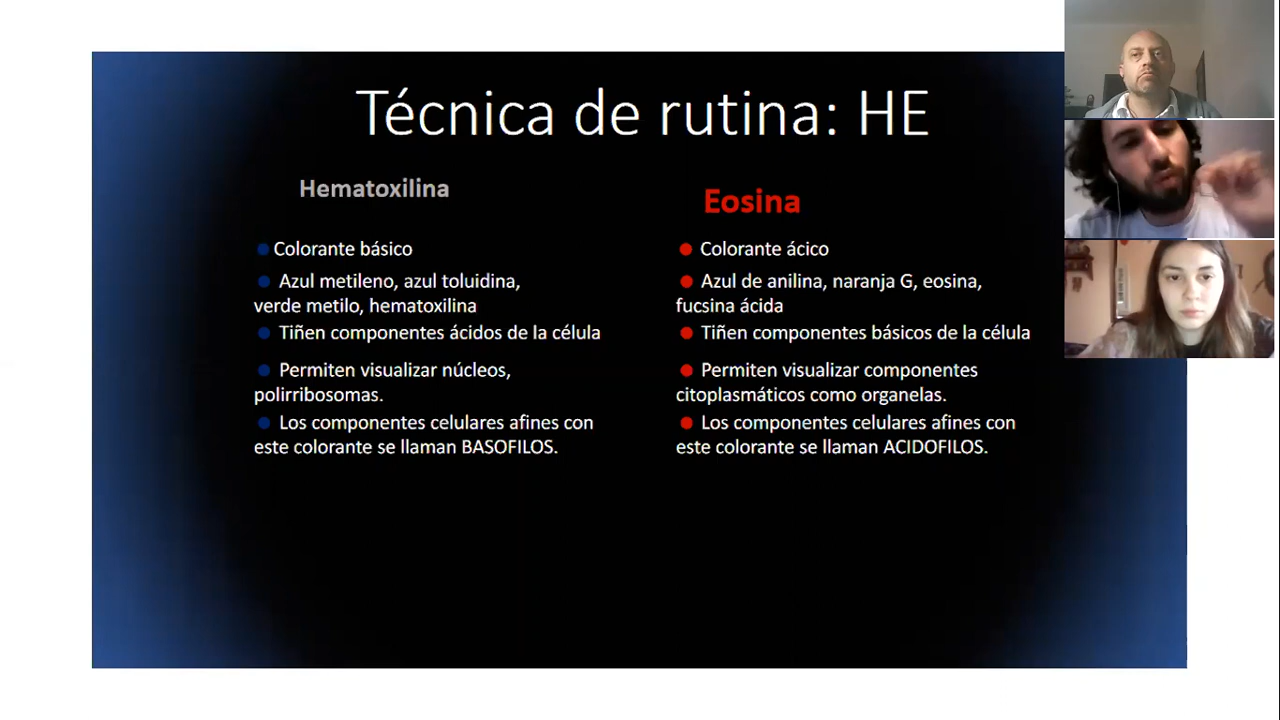 Técnica de rutina: HE
Hematoxilina
Colorante básico
Azul metileno, azul toluidina,
verde metilo, hematoxilina
Tiñen componentes ácidos de la célula
Permiten visualizar núcleos,
polirribosomas.
Los componentes celulares afines con
este colorante se llaman BASOFILOS.
Eosina
Colorante ácico
Azul de anilina, naranja G, eosina,
fucsina ácida
Tiñen componentes básicos de la célula
Permiten visualizar componentes
citoplasmáticos como organelas.
Los componentes celulares afines con
este colorante se llaman ACIDOFILOS.